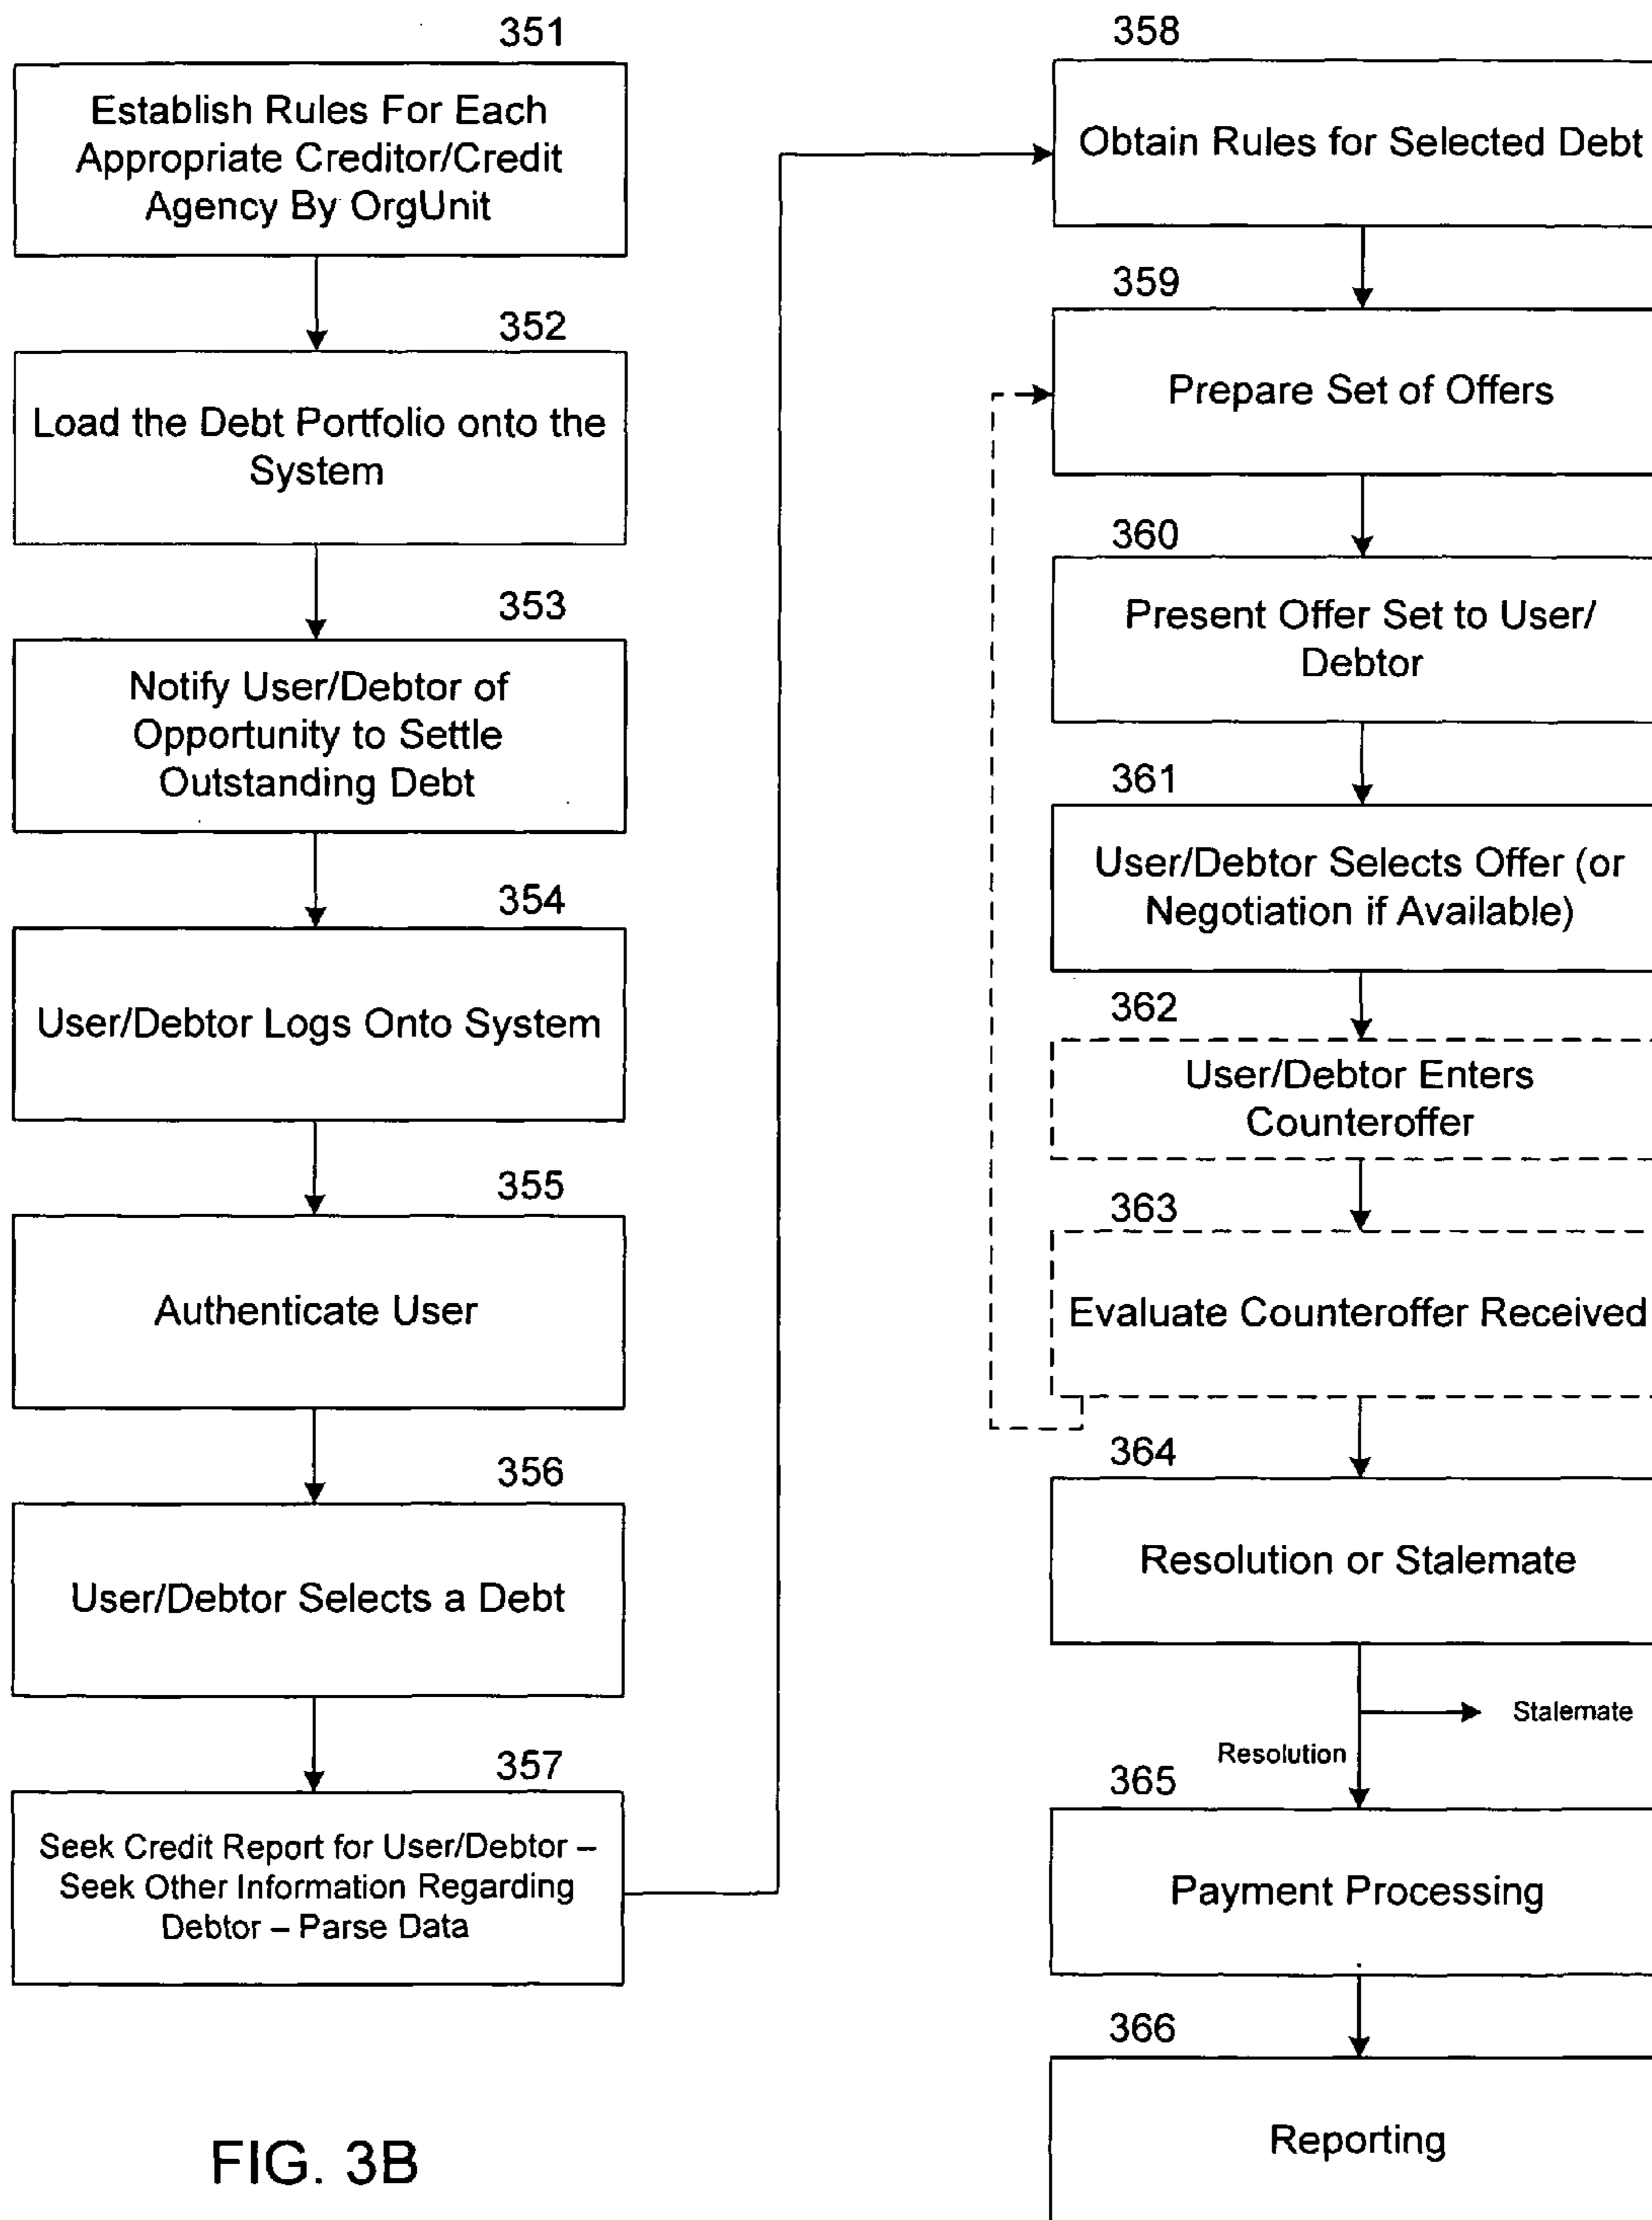 351
Establish Rules For Each
Appropriate Creditor/Credit
Agency By OrgUnit
352
Load the Debt Portfolio onto the
System
353
Notify User/Debtor of
Opportunity to Settle
Outstanding Debt
354
User/Debtor Logs Onto System
355
Authenticate User
356
User/Debtor Selects a Debt
357
Seek Credit Report for User/Debtor –
Seek Other Information Regarding
Debtor – Parse Data
358
Obtain Rules for Selected Debt
359
Prepare Set of Offers
360
Present Offer Set to User/
Debtor
361
User/Debtor Selects Offer (or
Negotiation if Available)
362
User/Debtor Enters
Counteroffer
363
Evaluate Counteroffer Received
364
Resolution or Stalemate
Stalemate
Resolution
365
Payment Processing
366
Reporting
FIG. 3B